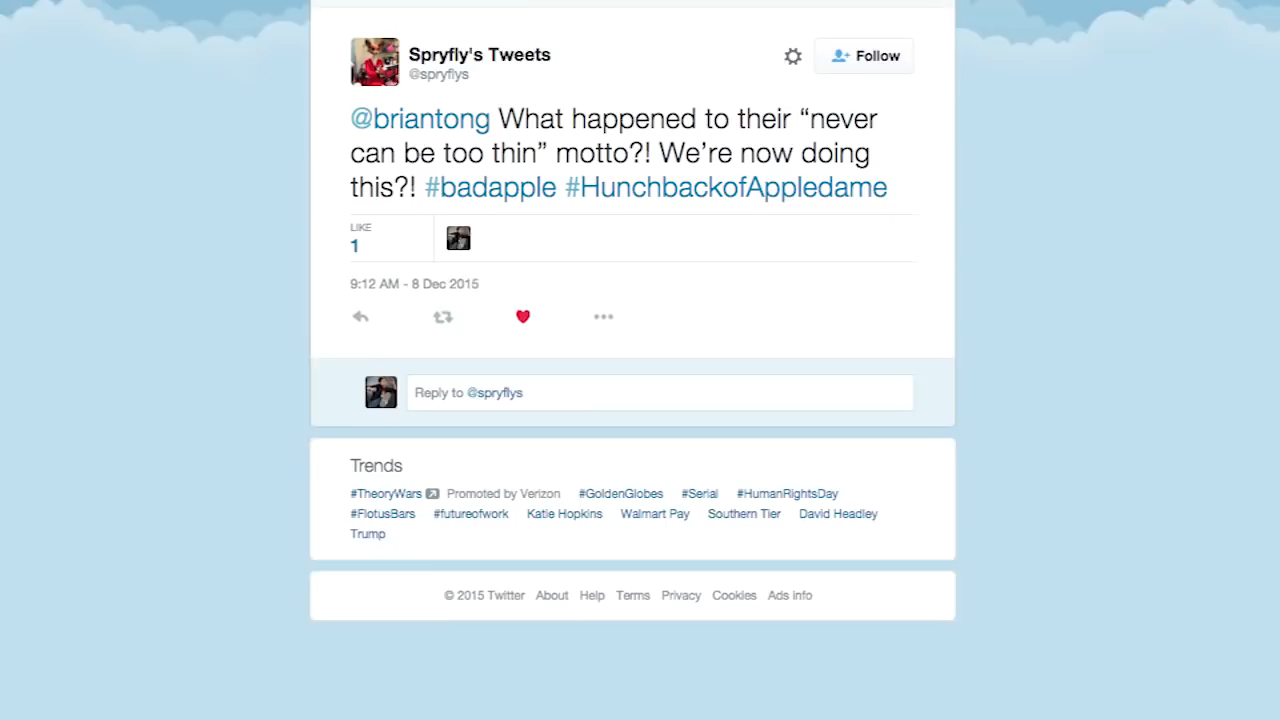 Spryfly's Tweets
@spryflys
Follow
@briantong What happened to their “never
can be too thin” motto?! We’re now doing
this?! #badapple #HunchbackofAppledame
LIKE
1
9:12 AM - 8 Dec 2015
Reply to @spryflys
Trends
#TheoryWars Promoted by Verizon #GoldenGlobes #Serial #HumanRightsDay
#FlotusBars #futureofwork Katie Hopkins Walmart Pay Southern Tier David Headley
Trump
© 2015 Twitter About Help Terms Privacy Cookies Ads info